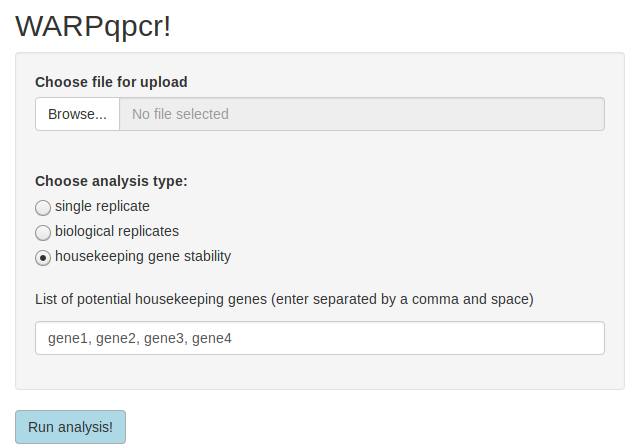 WARPqpcr!
Choose file for upload
Browse... No file selected
Choose analysis type:
single replicate
biological replicates
housekeeping gene stability
List of potential housekeeping genes (enter separated by a comma and space)
gene1, gene2, gene3, gene4
Run analysis!